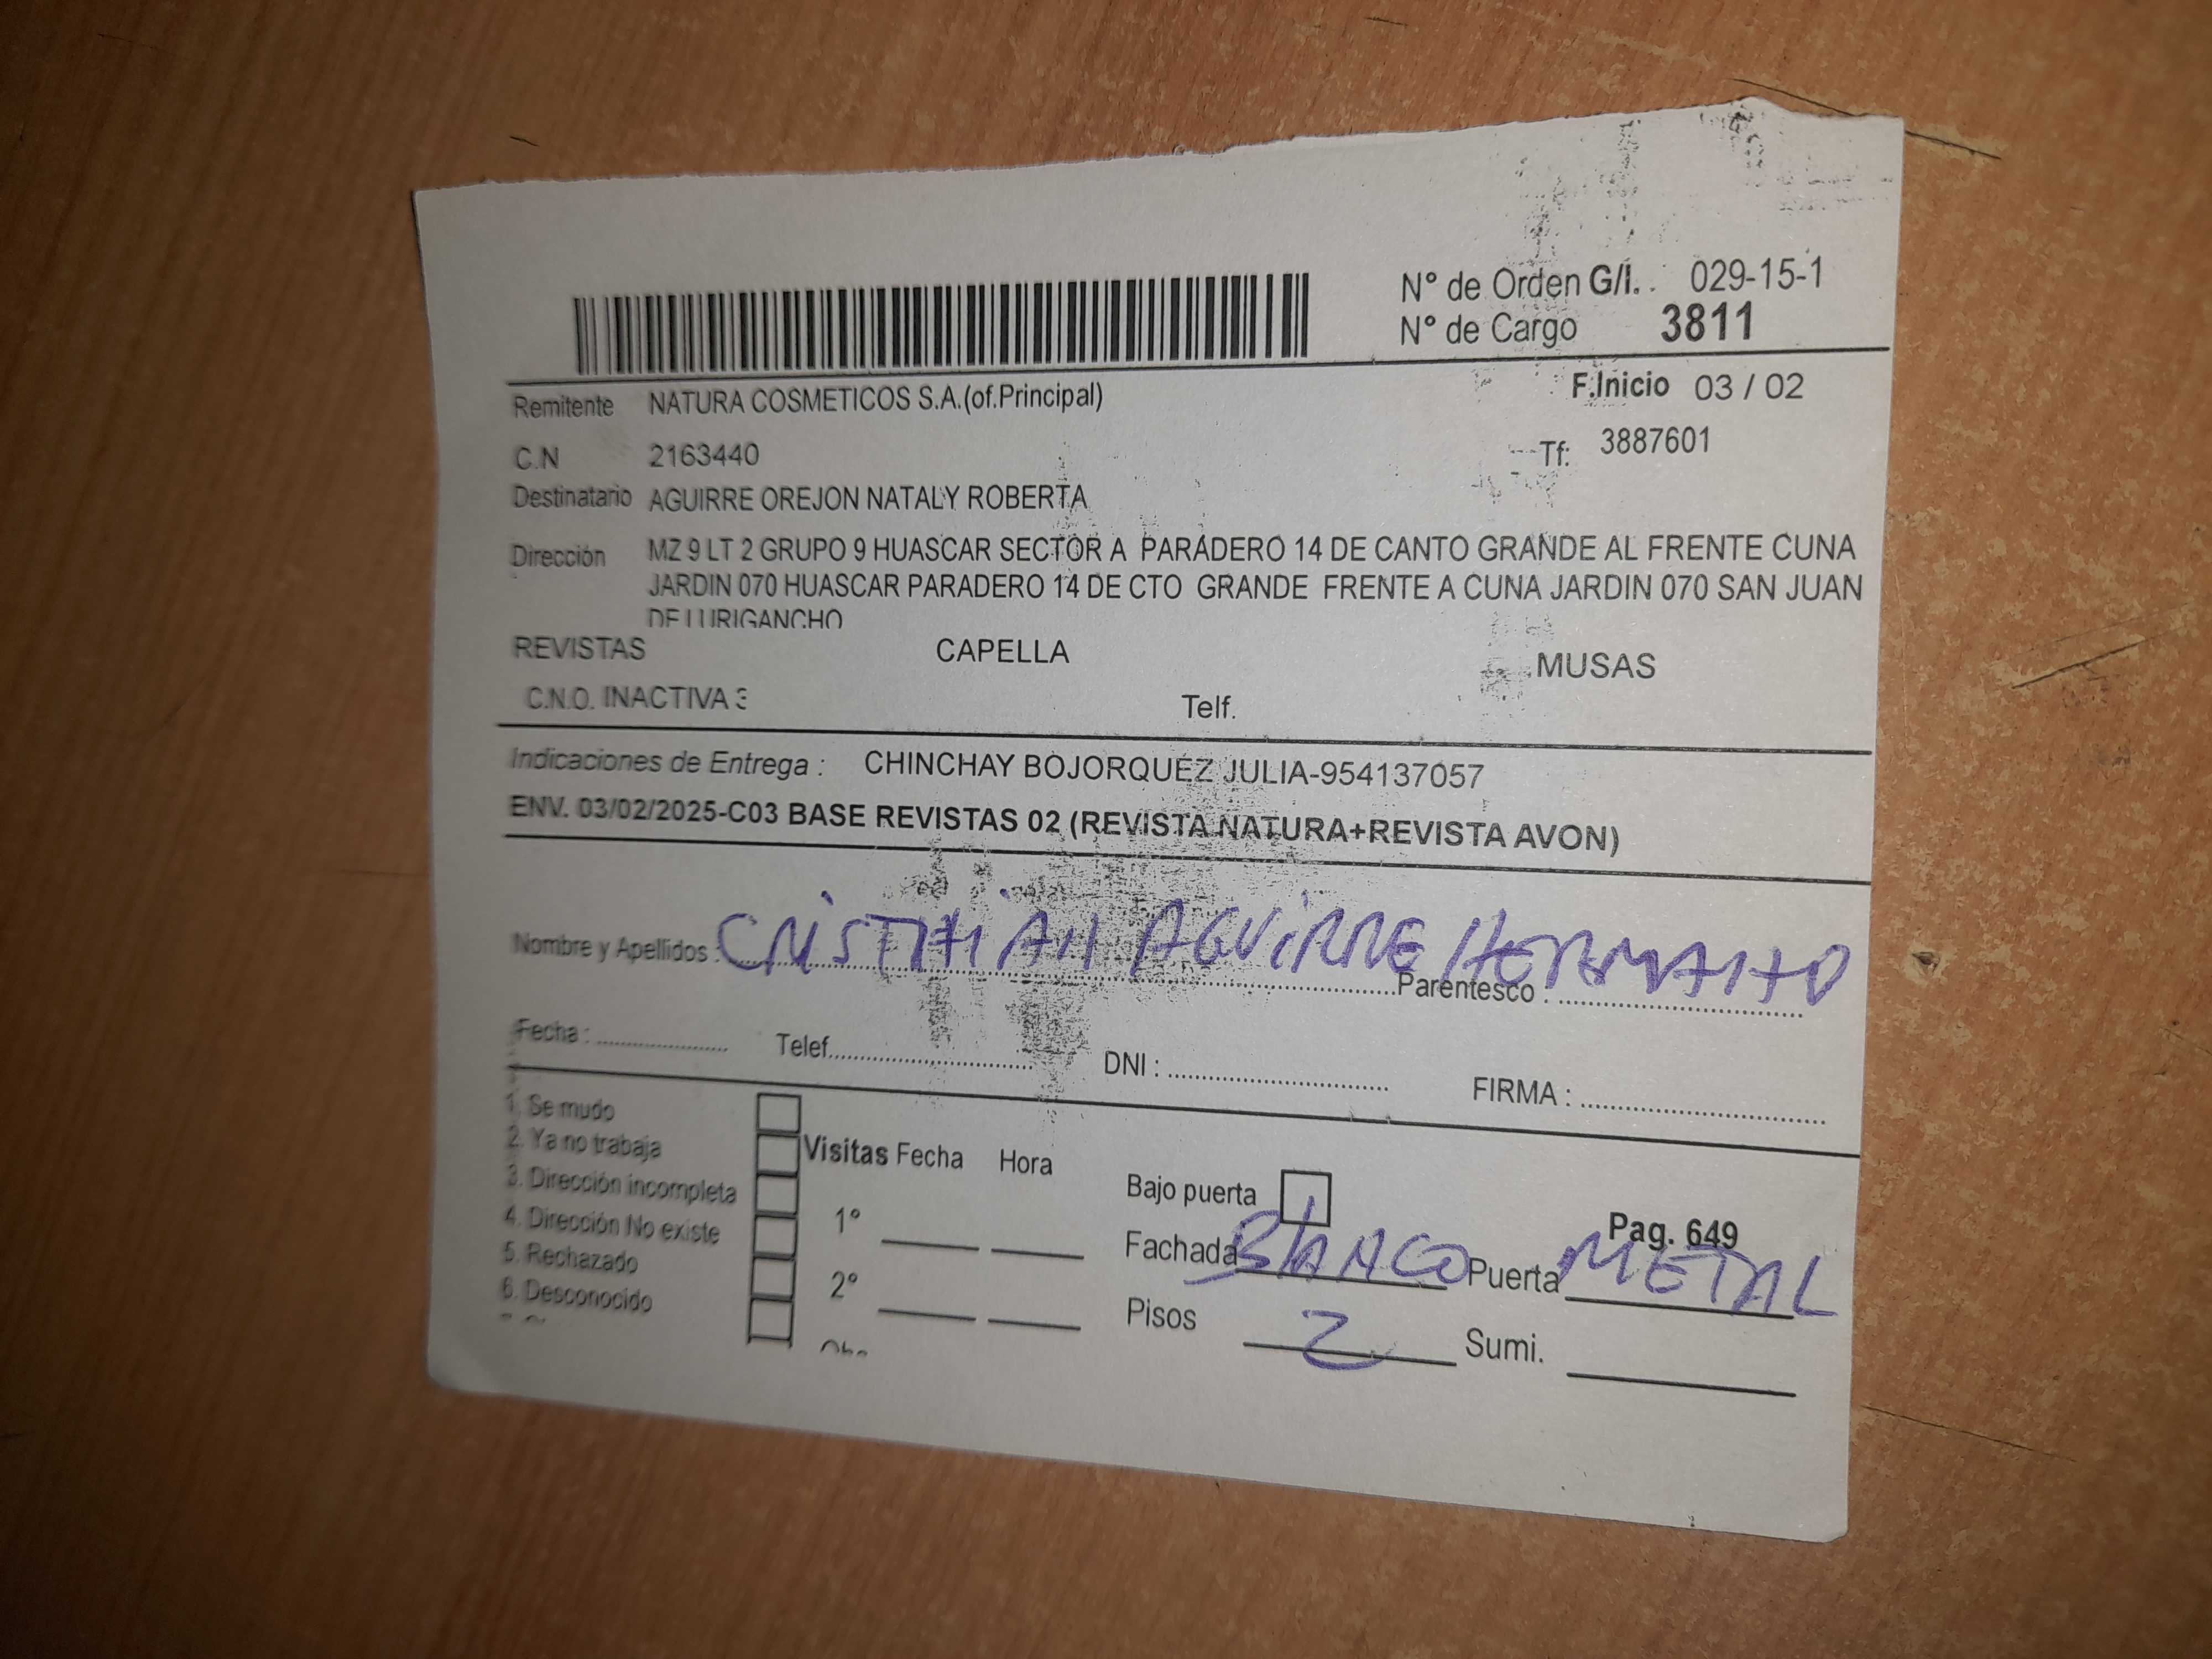 N° de Orden G/I. : 029-15-1
N° de Cargo 3811
F.Inicio 03 / 02
Remitente NATURA COSMETICOS S.A.(of.Principal)
C.N 2163440 Tf: 3887601
Destinatario AGUIRRE OREJON NATALY ROBERTA
Dirección MZ 9 LT 2 GRUPO 9 HUASCAR SECTOR A PARADERO 14 DE CANTO GRANDE AL FRENTE CUNA
JARDIN 070 HUASCAR PARADERO 14 DE CTO GRANDE FRENTE A CUNA JARDIN 070 SAN JUAN
DE LURIGANCHO
REVISTAS CAPELLA MUSAS
C.N.O. INACTIVA 3 Telf.
Indicaciones de Entrega : CHINCHAY BOJORQUEZ JULIA-954137057
ENV. 03/02/2025-C03 BASE REVISTAS 02 (REVISTA NATURA+REVISTA AVON)
Nombre y Apellidos : CRISTHIAN AGUIRRE Parentesco : HERMANO
Fecha : Telef. DNI : FIRMA :
1. Se mudo
2. Ya no trabaja
3. Dirección incompleta
4. Dirección No existe
5. Rechazado
6. Desconocido
Visitas Fecha Hora
1°
2°
Bajo puerta
Pag. 649
Fachada BLANCO Puerta METAL
Pisos 2 Sumi.